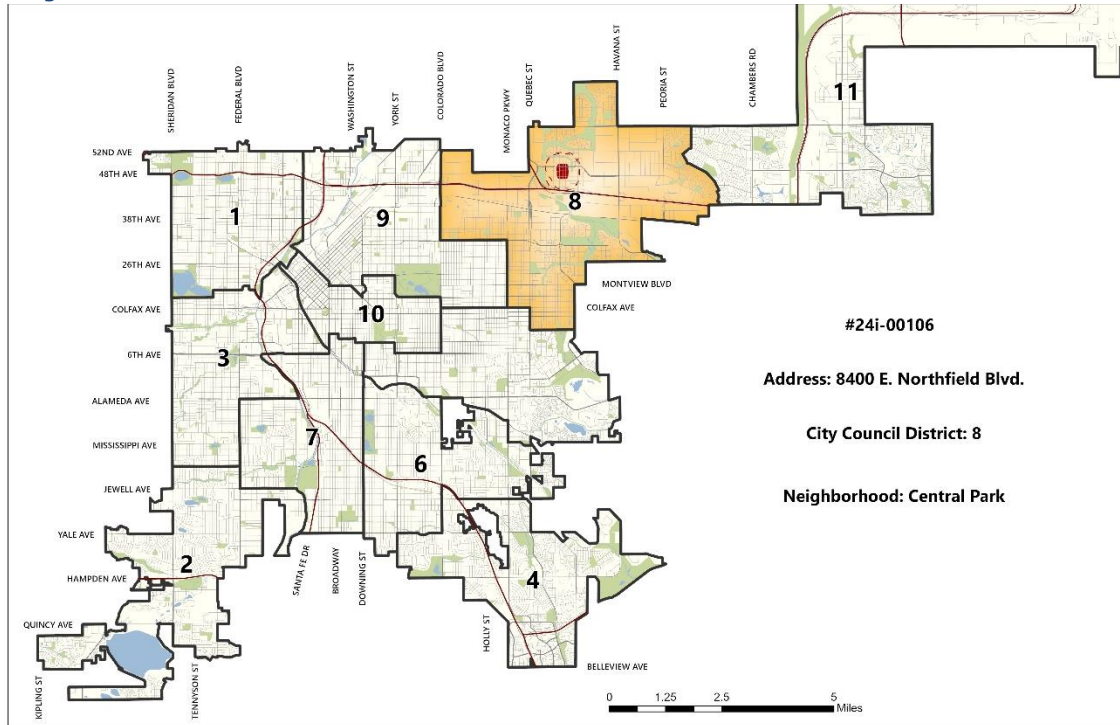 SHERIDAN BLVD
FEDERAL BLVD
WASHINGTON ST
YORK ST
COLORADO BLVD
MONACO PKWY
QUEBEC ST
HAVANA ST
PEORIA ST
CHAMBERS RD
11
52ND AVE
48TH AVE
8
1
9
38TH AVE
26TH AVE
MONTVIEW BLVD
COLFAX AVE
COLFAX AVE
10
#24i-00106
3
6TH AVE
Address: 8400 E. Northfield Blvd.
ALAMEDA AVE
7
City Council District: 8
MISSISSIPPI AVE
6
JEWELL AVE
Neighborhood: Central Park
YALE AVE
2
HAMPDEN AVE
SANTA FE DR
BROADWAY
DOWNING ST
4
QUINCY AVE
HOLLY ST
BELLEVIEW AVE
KIPLING ST
TENNYSON ST
0 1.25 2.5 5
Miles